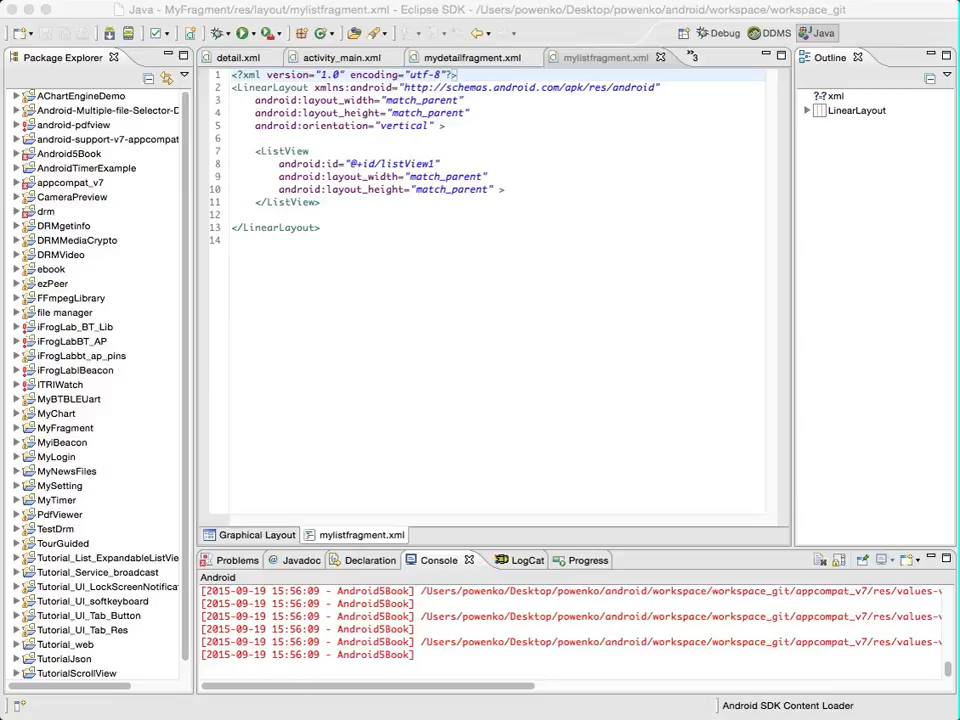 Java - MyFragment/res/layout/mylistfragment.xml - Eclipse SDK - /Users/powenko/Desktop/powenko/android/workspace/workspace_git
Debug DDMS Java
Package Explorer
detail.xml activity_main.xml mydetailfragment.xml mylistfragment.xml 3
Outline
AChartEngineDemo
Android-Multiple-file-Selector-D
android-pdfview
android-support-v7-appcompat
Android5Book
AndroidTimerExample
appcompat_v7
CameraPreview
drm
DRMgetinfo
DRMMediaCrypto
DRMVideo
ebook
ezPeer
FFmpegLibrary
file manager
iFrogLab_BT_Lib
iFrogLabBT_AP
iFrogLabbt_ap_pins
iFrogLablBeacon
ITRIWatch
MyBTBLEUart
MyChart
MyFragment
MyiBeacon
MyLogin
MyNewsFiles
MySetting
MyTimer
PdfViewer
TestDrm
TourGuided
Tutorial_List_ExpandableListVie
Tutorial_Service_broadcast
Tutorial_UI_LockScreenNotifica
Tutorial_UI_softkeyboard
Tutorial_UI_Tab_Button
Tutorial_UI_Tab_Res
Tutorial_web
TutorialJson
TutorialScrollView
1 <?xml version="1.0" encoding="utf-8"?>
2 <LinearLayout xmlns:android="http://schemas.android.com/apk/res/android"
3 android:layout_width="match_parent"
4 android:layout_height="match_parent"
5 android:orientation="vertical" >
6
7 <ListView
8 android:id="@+id/listView1"
9 android:layout_width="match_parent"
10 android:layout_height="match_parent" >
11 </ListView>
12
13 </LinearLayout>
14
?=? xml
LinearLayout
Graphical Layout mylistfragment.xml
Problems @ Javadoc Declaration Console LogCat Progress
Android
[2015-09-19 15:56:09 - Android5Book] /Users/powenko/Desktop/powenko/android/workspace/workspace_git/appcompat_v7/res/values-v
[2015-09-19 15:56:09 - Android5Book]
[2015-09-19 15:56:09 - Android5Book] /Users/powenko/Desktop/powenko/android/workspace/workspace_git/appcompat_v7/res/values-v
[2015-09-19 15:56:09 - Android5Book]
[2015-09-19 15:56:09 - Android5Book] /Users/powenko/Desktop/powenko/android/workspace/workspace_git/appcompat_v7/res/values-v
[2015-09-19 15:56:09 - Android5Book]
Android SDK Content Loader